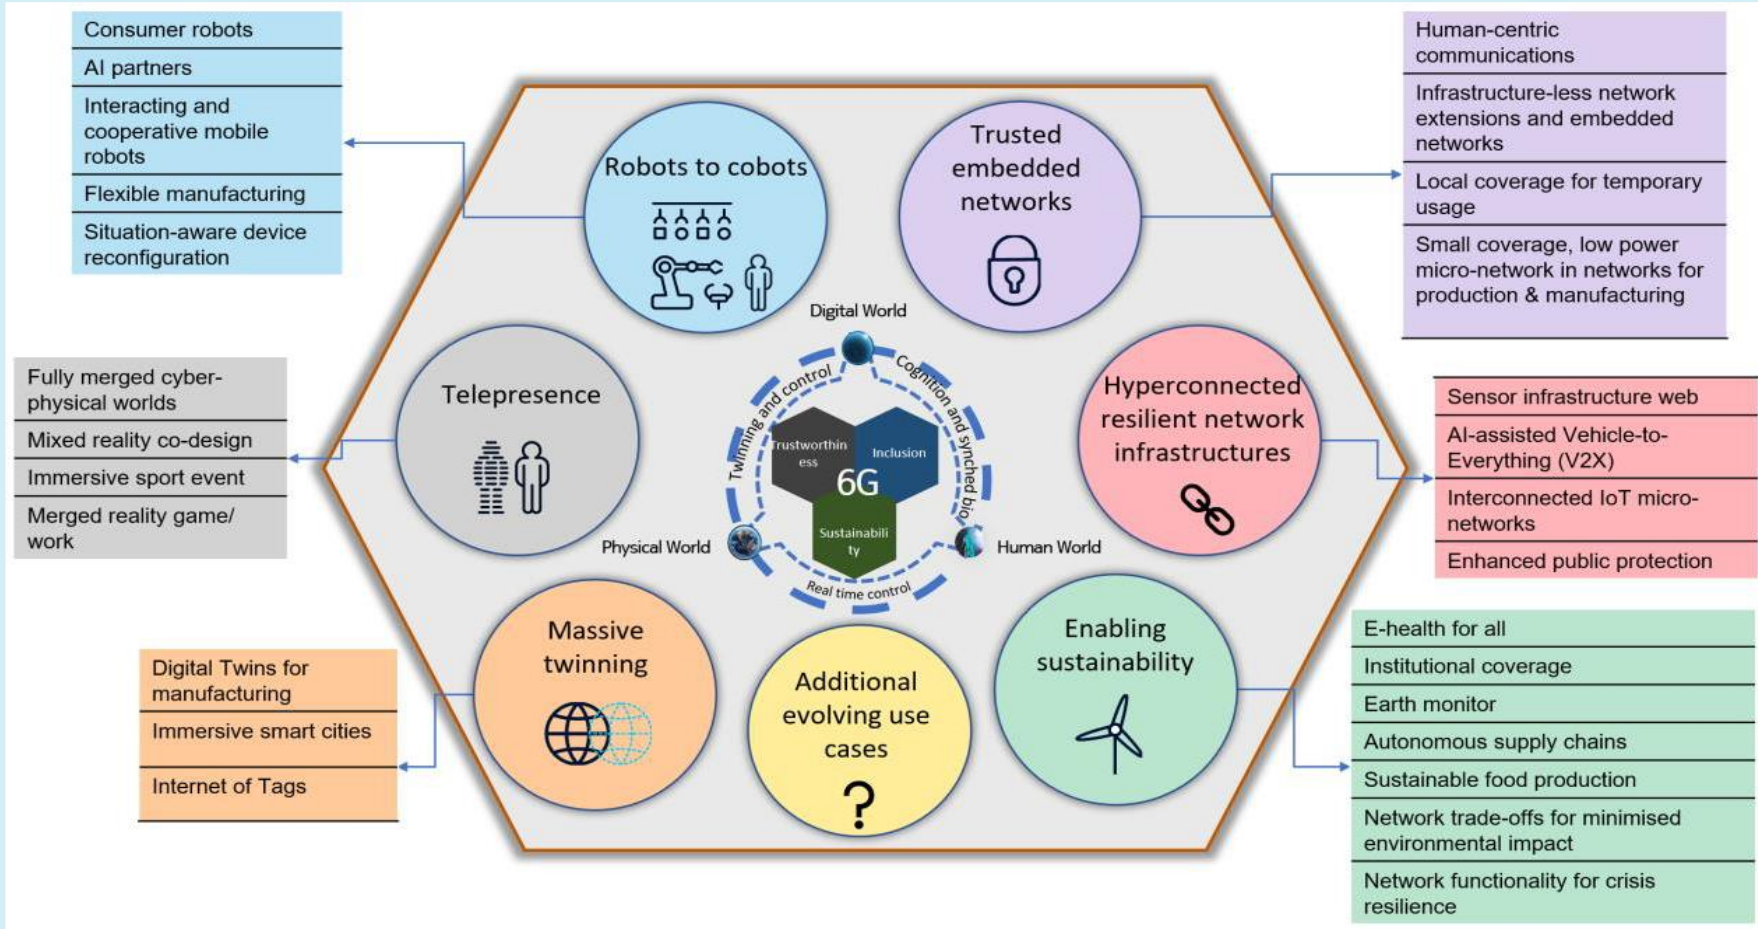 Consumer robots
AI partners
Interacting and
cooperative mobile
robots
Flexible manufacturing
Situation-aware device
reconfiguration
Human-centric
communications
Infrastructure-less network
extensions and embedded
networks
Local coverage for temporary
usage
Small coverage, low power
micro-network in networks for
production & manufacturing
Robots to cobots
Trusted
embedded
networks
Telepresence
Hyperconnected
resilient network
infrastructures
Digital World
Twinning and control
Cognition and synched bio
Trustworthin
ess
Inclusion
6G
Sustainabili
ty
Physical World
Human World
Real time control
Fully merged cyber-
physical worlds
Mixed reality co-design
Immersive sport event
Merged reality game/
work
Sensor infrastructure web
AI-assisted Vehicle-to-
Everything (V2X)
Interconnected IoT micro-
networks
Enhanced public protection
Massive
twinning
Additional
evolving use
cases
?
Enabling
sustainability
Digital Twins for
manufacturing
Immersive smart cities
Internet of Tags
E-health for all
Institutional coverage
Earth monitor
Autonomous supply chains
Sustainable food production
Network trade-offs for minimised
environmental impact
Network functionality for crisis
resilience